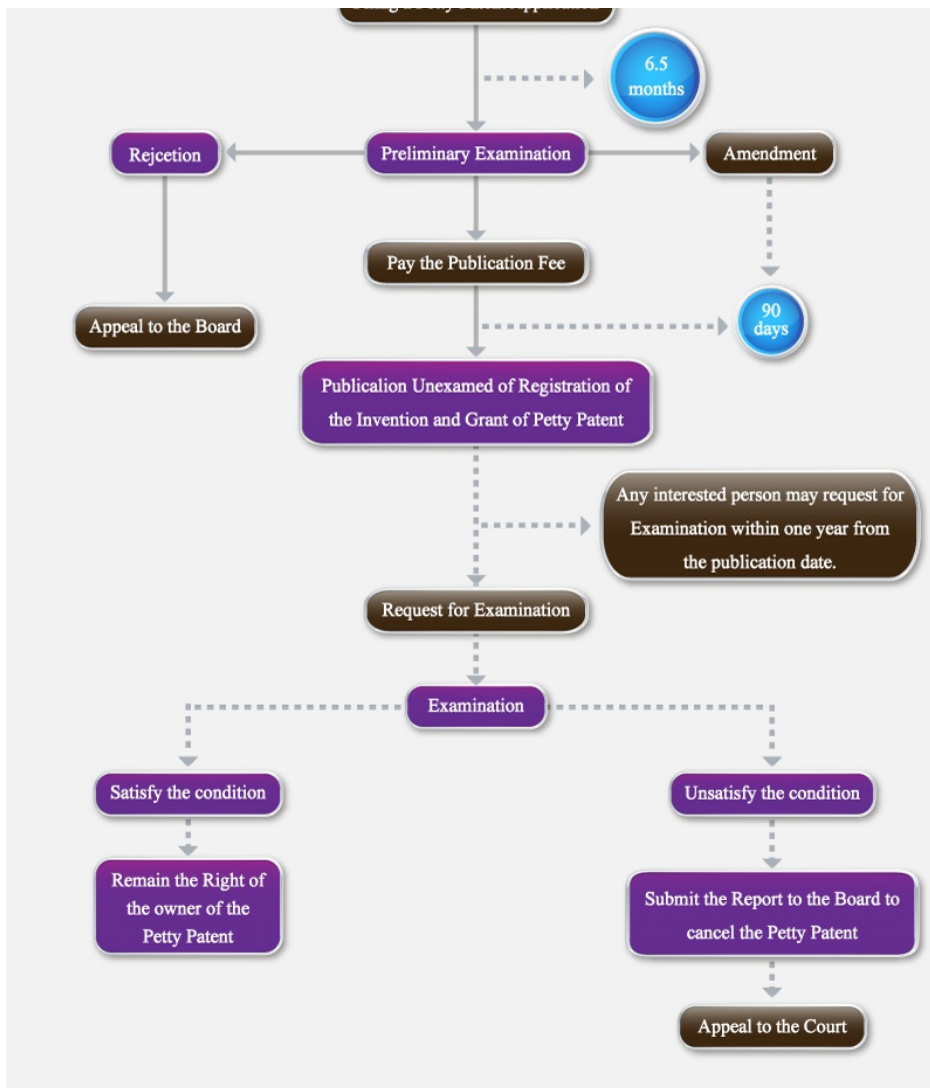 6.5
months
Rejcetion
Preliminary Examination
Amendment
Pay the Publication Fee
Appeal to the Board
90
days
Publicalion Unexamed of Registration of
the Invention and Grant of Petty Patent
Any interested person may request for
Examination within one year from
the publication date.
Request for Examination
Examination
Satisfy the condition
Unsatisfy the condition
Remain the Right of
the owner of the
Petty Patent
Submit the Report to the Board to
cancel the Petty Patent
Appeal to the Court